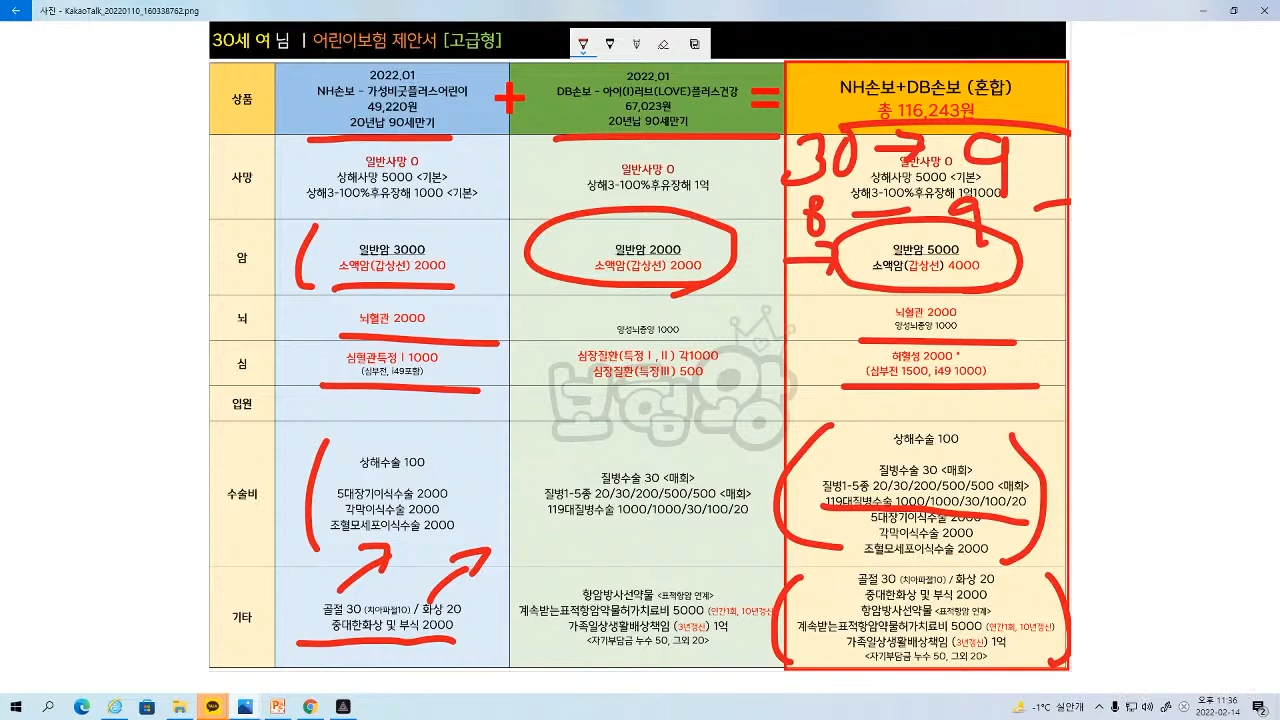 사진 - KakaoTalk_20220110_160338762.png
30세 여 님 ㅣ어린이보험 제안서 [고급형]
상품
2022.01
NH손보 - 가성비굿플러스어린이
49,220원
20년납 90세만기
+
2022.01
DB손보 - 아이(I)러브(LOVE)플러스건강
67,023원
20년납 90세만기
=
NH손보+DB손보 (혼합)
총 116,243원
사망
일반사망 0
상해사망 5000 <기본>
상해3-100%후유장해 1000 <기본>
일반사망 0
상해3-100%후유장해 1억
일반사망 0
상해사망 5000 <기본>
상해3-100%후유장해 1억1000
30 → 9
8 — 9
암
일반암 3000
소액암(갑상선) 2000
일반암 2000
소액암(갑상선) 2000
일반암 5000
소액암(갑상선) 4000
뇌
뇌혈관 2000
양성뇌종양 1000
뇌혈관 2000
양성뇌종양 1000
심
심혈관특정Ⅰ1000
(심부전, i49포함)
심장질환(특정Ⅰ,Ⅱ) 각1000
심장질환(특정Ⅲ) 500
허혈성 2000 *
(심부전 1500, i49 1000)
보험왕
입원
수술비
상해수술 100
5대장기이식수술 2000
각막이식수술 2000
조혈모세포이식수술 2000
질병수술 30 <매회>
질병1-5종 20/30/200/500/500 <매회>
119대질병수술 1000/1000/30/100/20
상해수술 100
질병수술 30 <매회>
질병1-5종 20/30/200/500/500 <매회>
119대질병수술 1000/1000/30/100/20
5대장기이식수술 2000
각막이식수술 2000
조혈모세포이식수술 2000
기타
골절 30 (치아파절10) / 화상 20
중대한화상 및 부식 2000
항암방사선약물 <표적항암 연계>
계속받는표적항암약물허가치료비 5000 (연간1회, 10년갱신)
가족일상생활배상책임 (3년갱신) 1억
<자기부담금 누수 50, 그외 20>
골절 30 (치아파절10) / 화상 20
중대한화상 및 부식 2000
항암방사선약물 <표적항암 연계>
계속받는표적항암약물허가치료비 5000 (연간1회, 10년갱신)
가족일상생활배상책임 (3년갱신) 1억
<자기부담금 누수 50, 그외 20>
-1°C 실안개
오후 11:36
2022-02-14